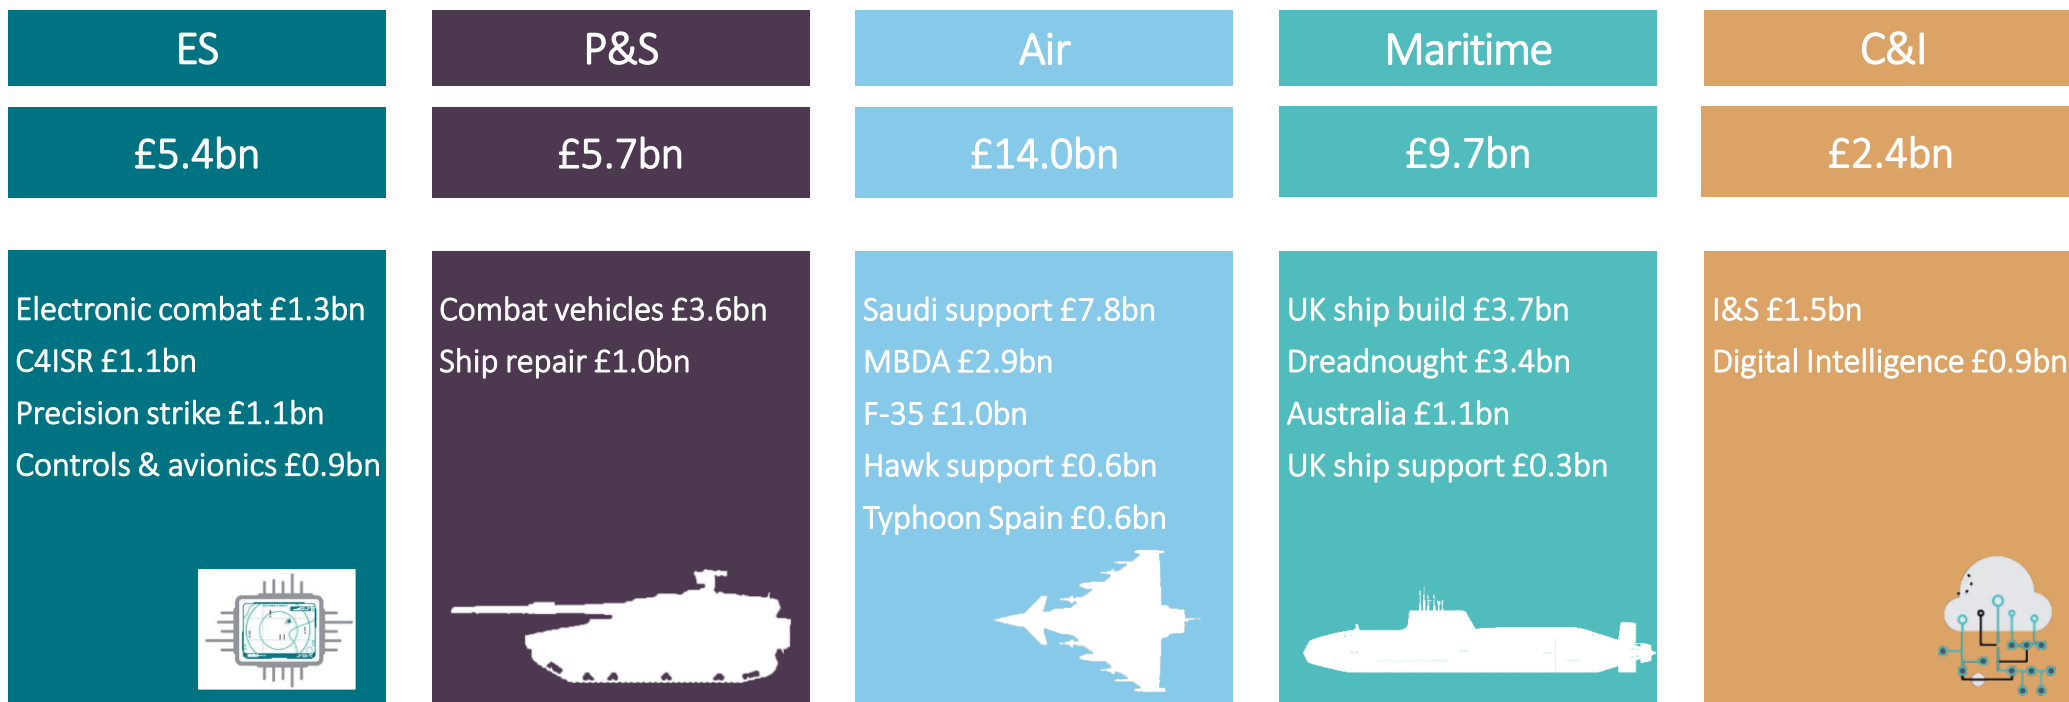 ES
£5.4bn
Electronic combat £1.3bn
C4ISR £1.1bn
Precision strike £1.1bn
Controls & avionics £0.9bn
P&S
£5.7bn
Combat vehicles £3.6bn
Ship repair £1.0bn
Air
£14.0bn
Saudi support £7.8bn
MBDA £2.9bn
F-35 £1.0bn
Hawk support £0.6bn
Typhoon Spain £0.6bn
Maritime
£9.7bn
UK ship build £3.7bn
Dreadnought £3.4bn
Australia £1.1bn
UK ship support £0.3bn
C&I
£2.4bn
I&S £1.5bn
Digital Intelligence £0.9bn